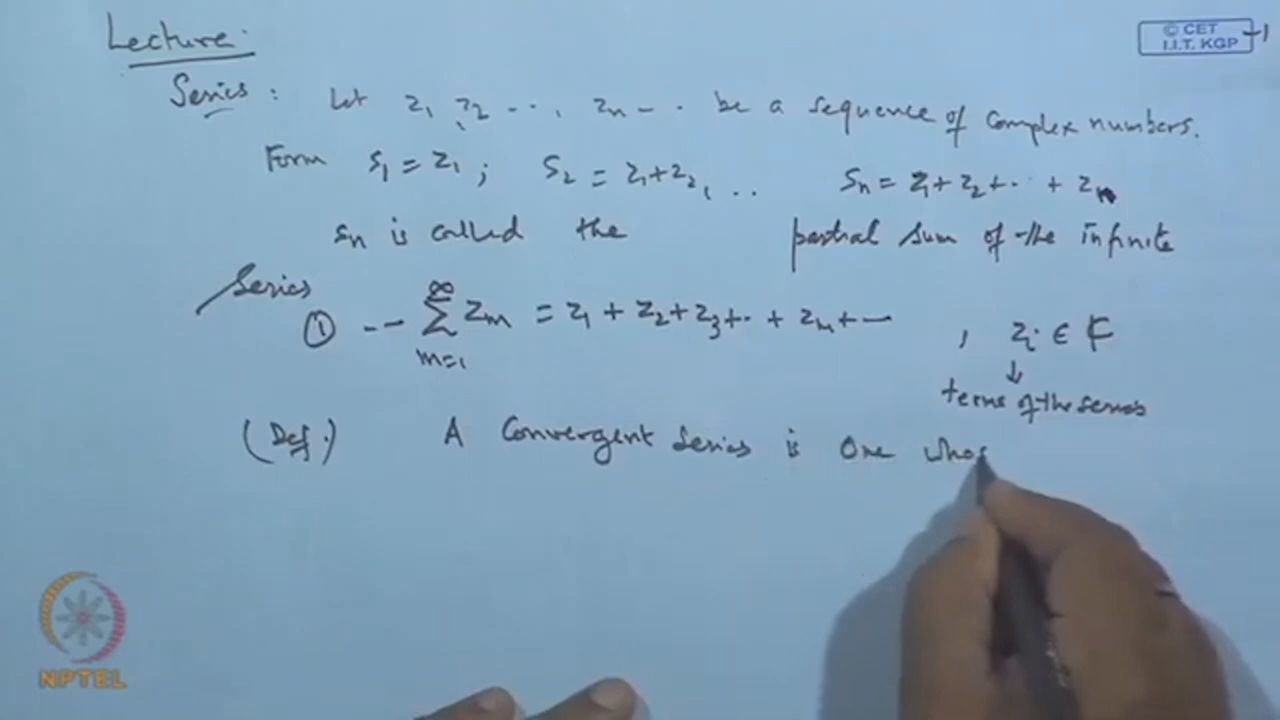 Lecture.
© CET
I.I.T. KGP
-1
Series : Let z1, z2 ..., zn -.. be a sequence of complex numbers.
Form s1 = z1 ; s2 = z1+z2, .. sn = z1+z2+.. + zn
sn is called the partial sum of the infinite
Series
① -- ∑_{m=1}^{∞} zm = z1 + z2+z3+.. + zn+-- , zi ∈ ₵
↓
terms of the series
(Def.) A Convergent series is one whos
NPTEL